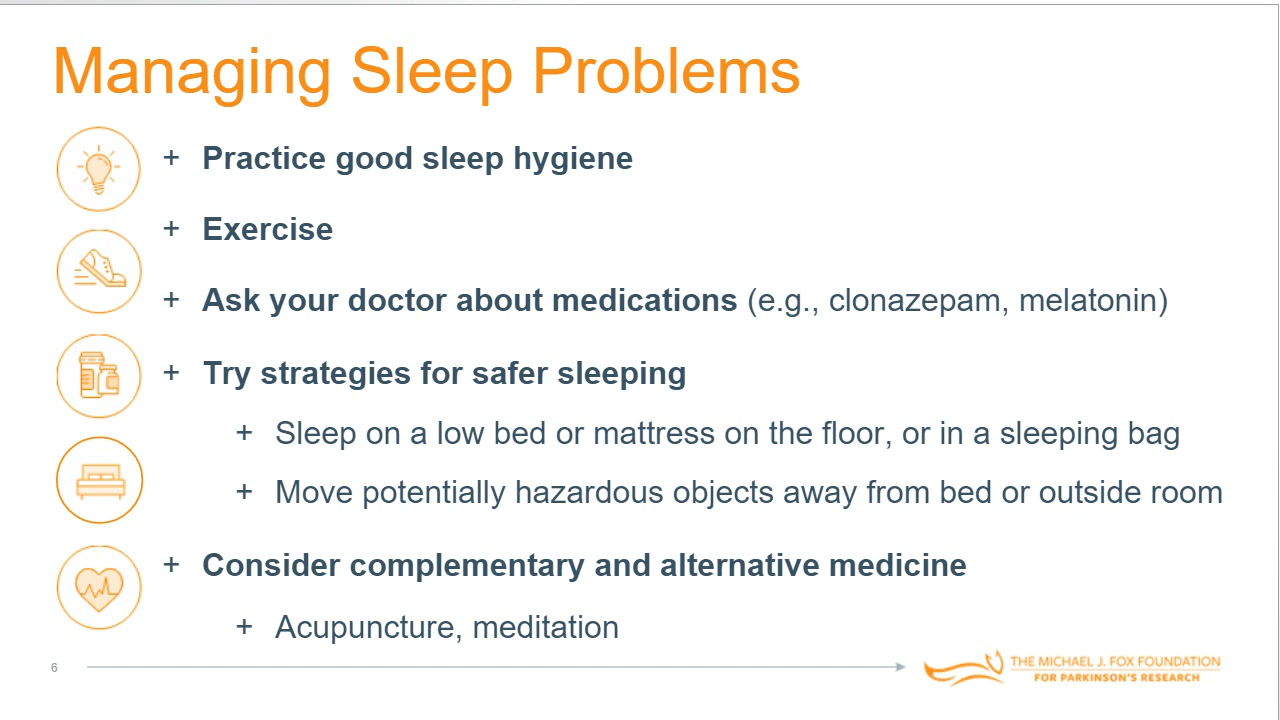 Managing Sleep Problems
+ Practice good sleep hygiene
+ Exercise
+ Ask your doctor about medications (e.g., clonazepam, melatonin)
+ Try strategies for safer sleeping
+ Sleep on a low bed or mattress on the floor, or in a sleeping bag
+ Move potentially hazardous objects away from bed or outside room
+ Consider complementary and alternative medicine
+ Acupuncture, meditation
6
THE MICHAEL J. FOX FOUNDATION
FOR PARKINSON'S RESEARCH